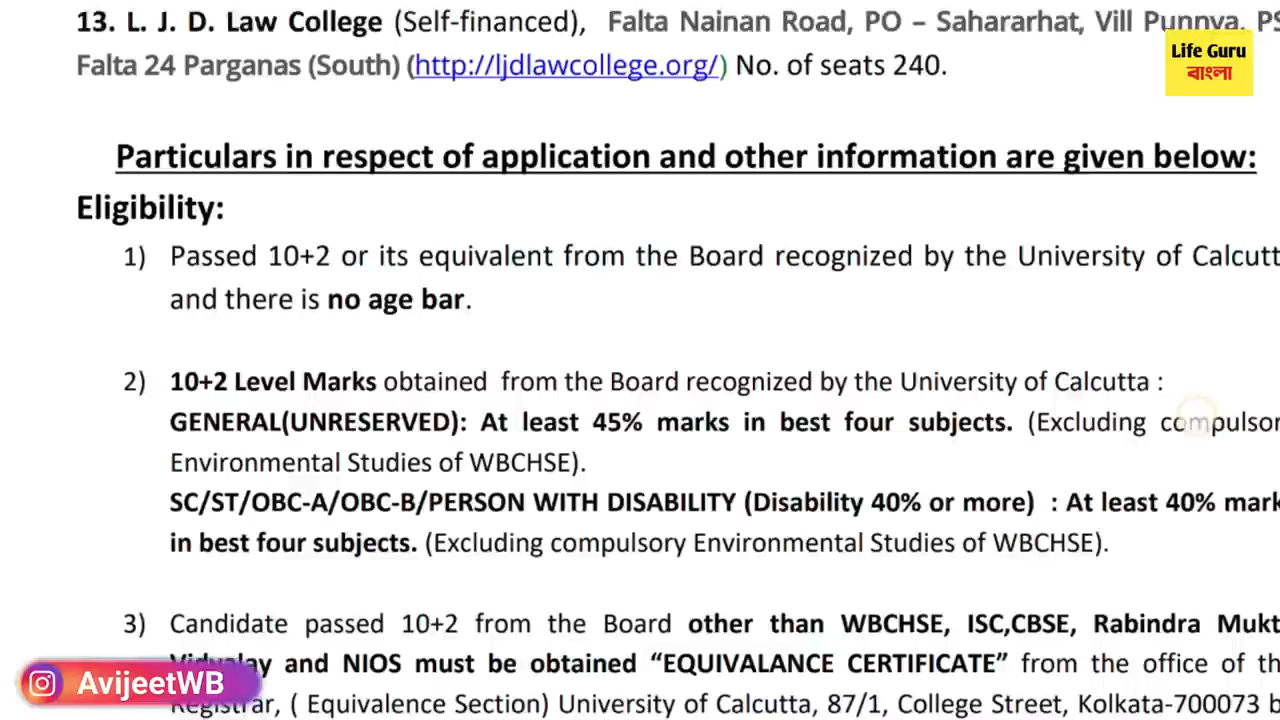 13. L. J. D. Law College (Self-financed), Falta Nainan Road, PO – Sahararhat, Vill Punnya, PS
Falta 24 Parganas (South) (http://ljdlawcollege.org/) No. of seats 240.
Life Guru
বাংলা
Particulars in respect of application and other information are given below:
Eligibility:
1) Passed 10+2 or its equivalent from the Board recognized by the University of Calcutt
and there is no age bar.
2) 10+2 Level Marks obtained from the Board recognized by the University of Calcutta :
GENERAL(UNRESERVED): At least 45% marks in best four subjects. (Excluding compulsor
Environmental Studies of WBCHSE).
SC/ST/OBC-A/OBC-B/PERSON WITH DISABILITY (Disability 40% or more) : At least 40% mark
in best four subjects. (Excluding compulsory Environmental Studies of WBCHSE).
3) Candidate passed 10+2 from the Board other than WBCHSE, ISC,CBSE, Rabindra Mukt
Vidyalay and NIOS must be obtained “EQUIVALANCE CERTIFICATE” from the office of th
AvijeetWB
Registrar, ( Equivalence Section) University of Calcutta, 87/1, College Street, Kolkata-700073 b